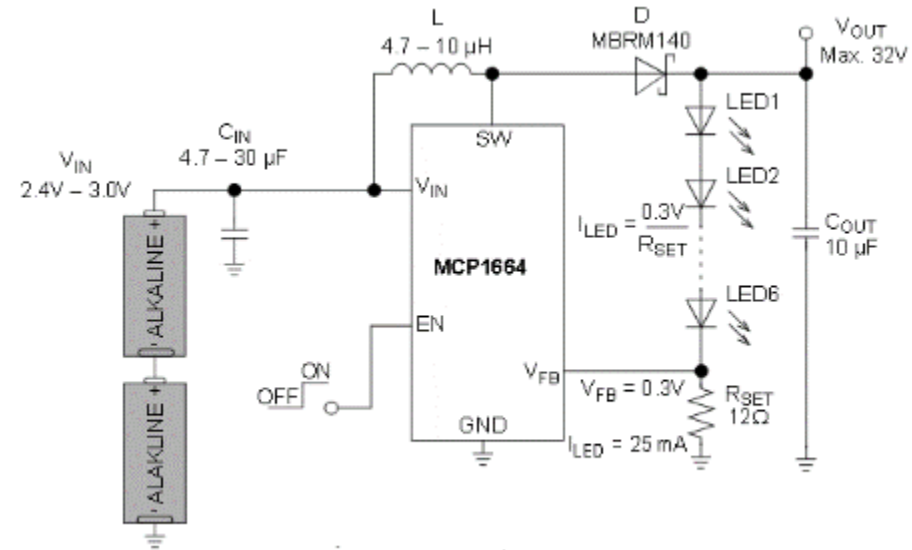 L
4.7 – 10 µH
D
MBRM140
VOUT
Max. 32V
CIN
4.7 – 30 µF
VIN
2.4V – 3.0V
SW
VIN
LED1
LED2
ILED = 0.3V
RSET
COUT
10 µF
MCP1664
LED6
+
ALKALINE
-
EN
ON
OFF
VFB
VFB = 0.3V
RSET
12Ω
GND
ILED = 25 mA
+
ALAKLINE
-